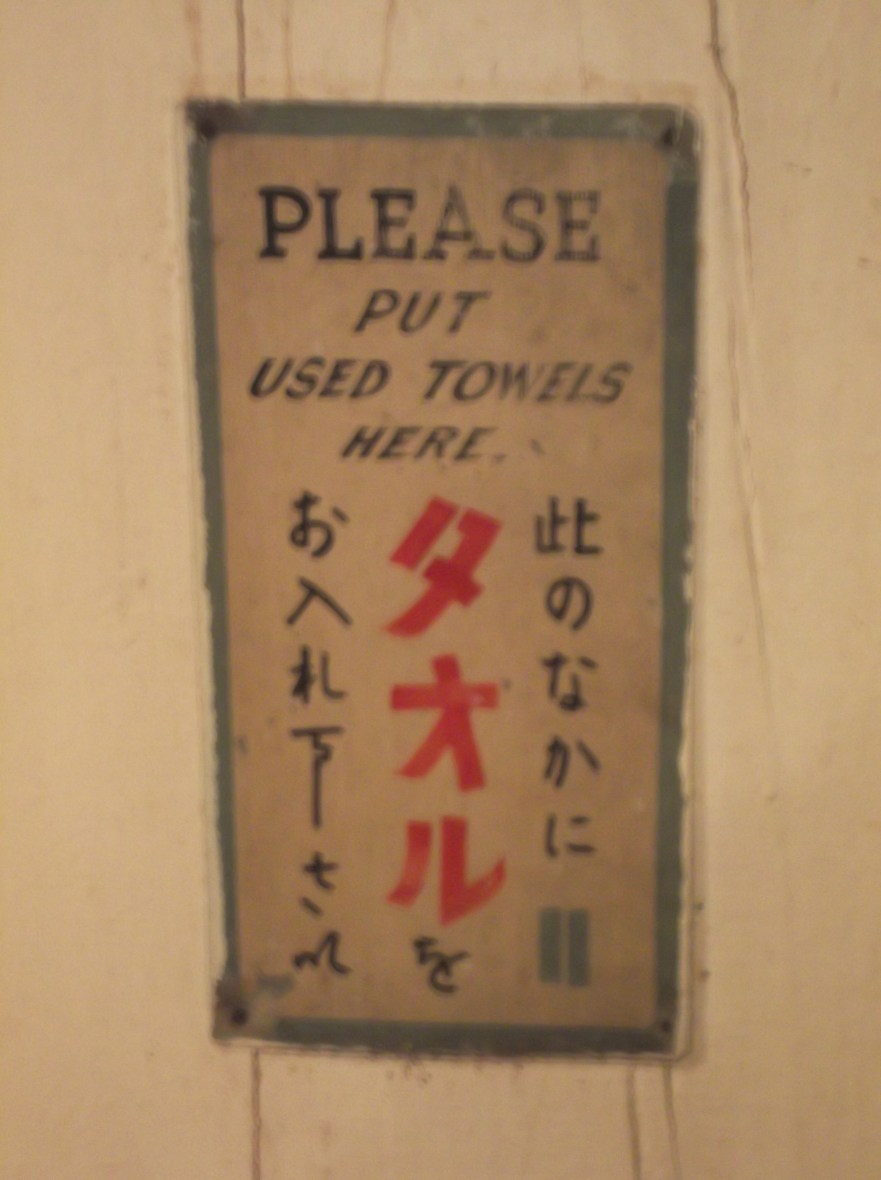 PLEASE
PUT
USED TOWELS
HERE.
此のなかに
タオルを
お入れ下さい